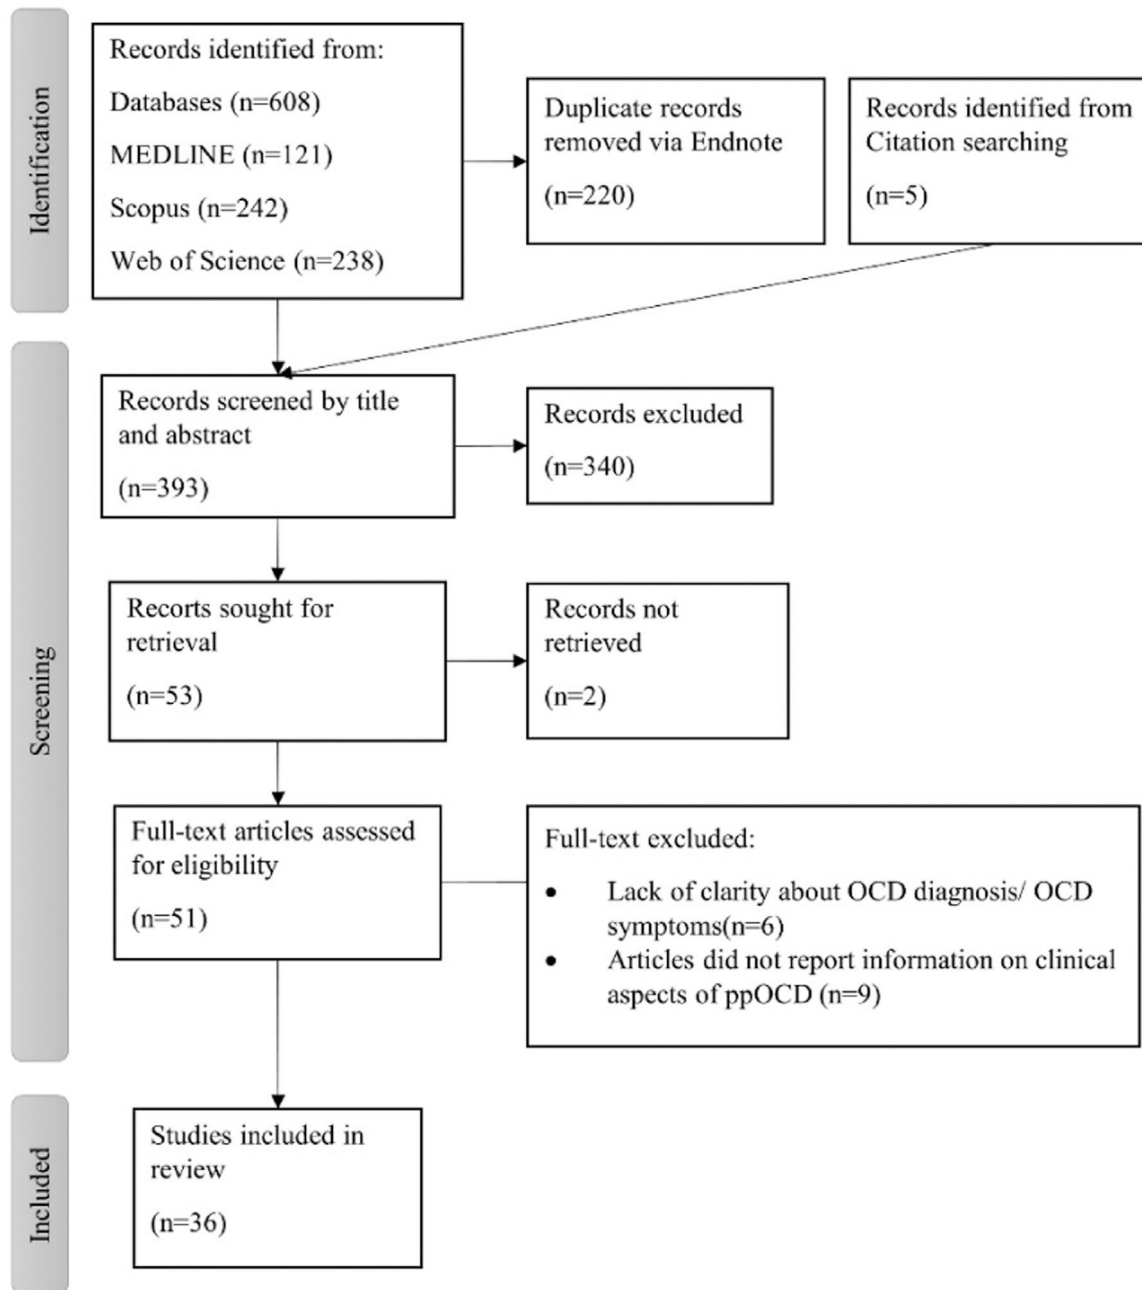 Identification
Records identified from:
Databases (n=608)
MEDLINE (n=121)
Scopus (n=242)
Web of Science (n=238)
Duplicate records
removed via Endnote
(n=220)
Records identified from
Citation searching
(n=5)
Screening
Records screened by title
and abstract
(n=393)
Records excluded
(n=340)
Recorts sought for
retrieval
(n=53)
Records not
retrieved
(n=2)
Full-text articles assessed
for eligibility
(n=51)
Full-text excluded:
• Lack of clarity about OCD diagnosis/ OCD
symptoms(n=6)
• Articles did not report information on clinical
aspects of ppOCD (n=9)
Included
Studies included in
review
(n=36)